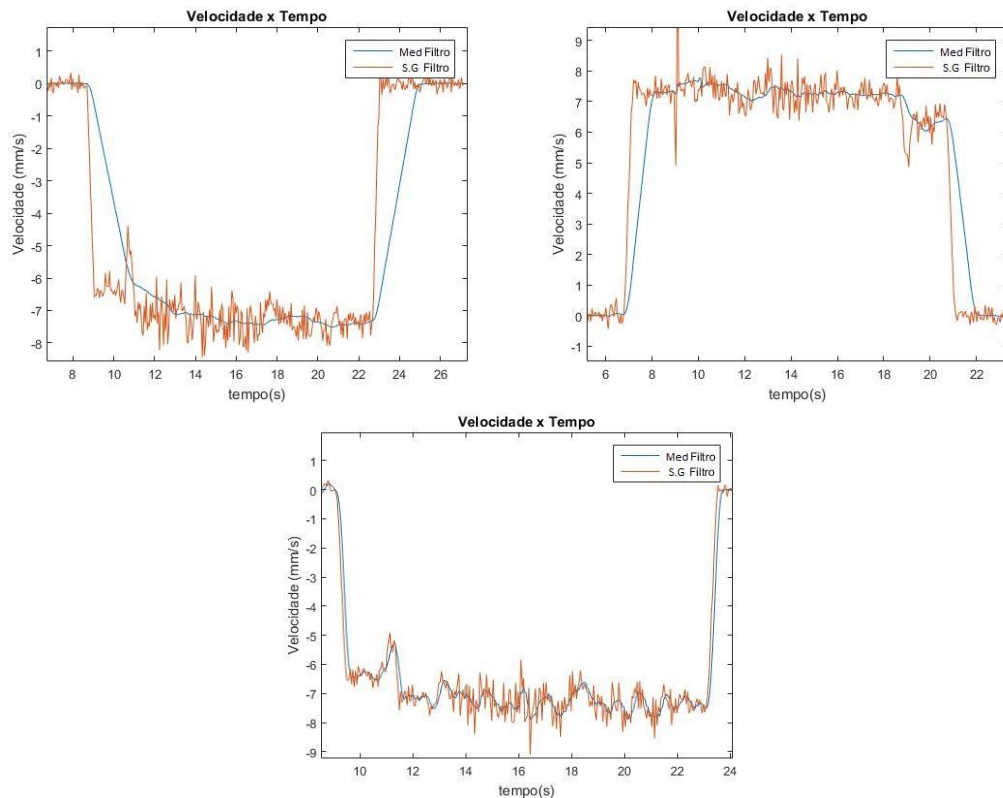 Velocidade x Tempo
Med Filtro
S.G Filtro
1
0
-1
-2
-3
-4
-5
-6
-7
-8
Velocidade (mm/s)
8 10 12 14 16 18 20 22 24 26
tempo(s)
Velocidade x Tempo
Med Filtro
S.G Filtro
9
8
7
6
5
4
3
2
1
0
-1
Velocidade (mm/s)
6 8 10 12 14 16 18 20 22
tempo(s)
Velocidade x Tempo
Med Filtro
S.G Filtro
1
0
-1
-2
-3
-4
-5
-6
-7
-8
-9
Velocidade (mm/s)
10 12 14 16 18 20 22 24
tempo(s)